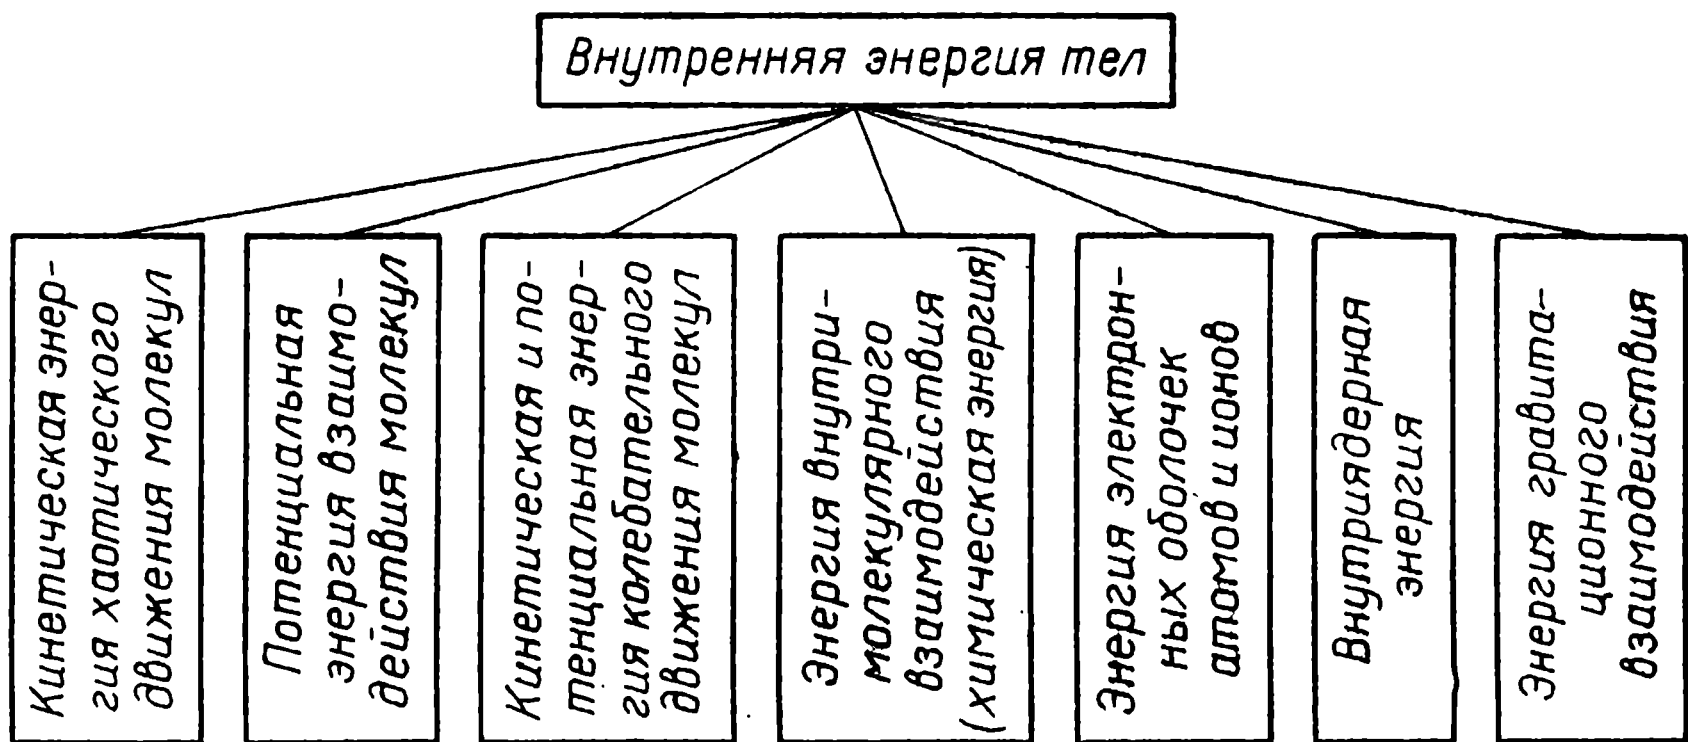 Внутренняя энергия тел
Кинетическая энер-
гия хаотического
движения молекул
Потенциальная
энергия взаимо-
действия молекул
Кинетическая и по-
тенциальная энер-
гия колебательного
движения молекул
Энергия внутри-
молекулярного
взаимодействия
(химическая энергия)
Энергия электрон-
ных оболочек
атомов и ионов
Внутриядерная
энергия
Энергия гравита-
ционного
взаимодействия